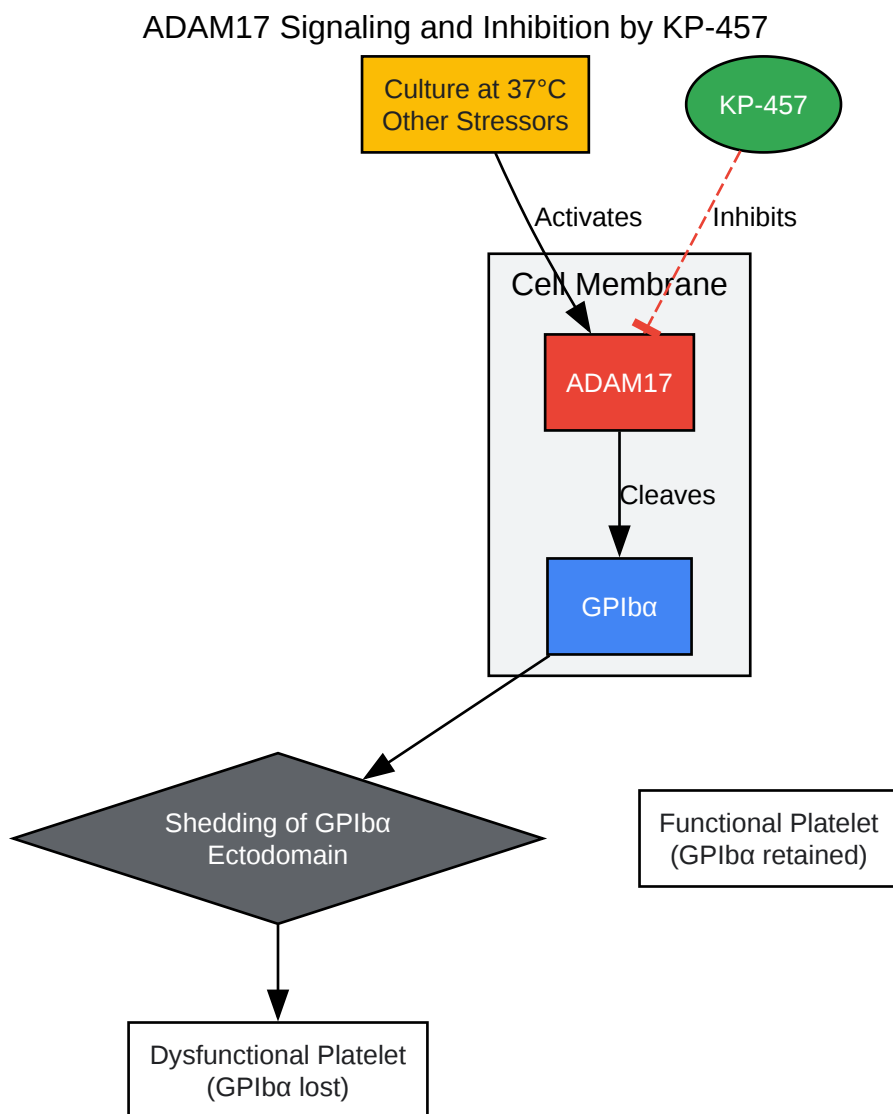 ADAM17 Signaling and Inhibition by KP-457
Culture at 37°C
Other Stressors
KP-457
Activates
Inhibits
Cell Membrane
ADAM17
Cleaves
GPIbα
Shedding of GPIbα
Ectodomain
Functional Platelet
(GPIbα retained)
Dysfunctional Platelet
(GPIbα lost)